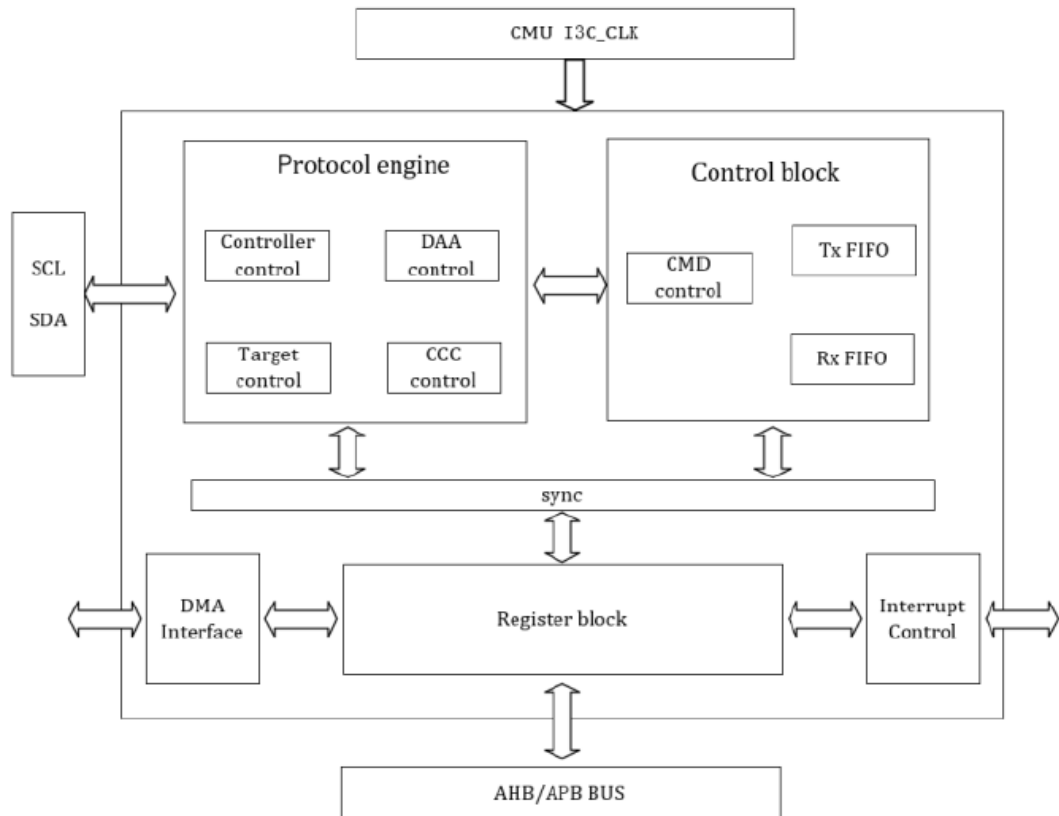 CMU I3C_CLK
Protocol engine
Control block
Controller
control
DAA
control
CMD
control
Tx FIFO
SCL
SDA
Target
control
CCC
control
Rx FIFO
sync
DMA
Interface
Register block
Interrupt
Control
AHB/APB BUS